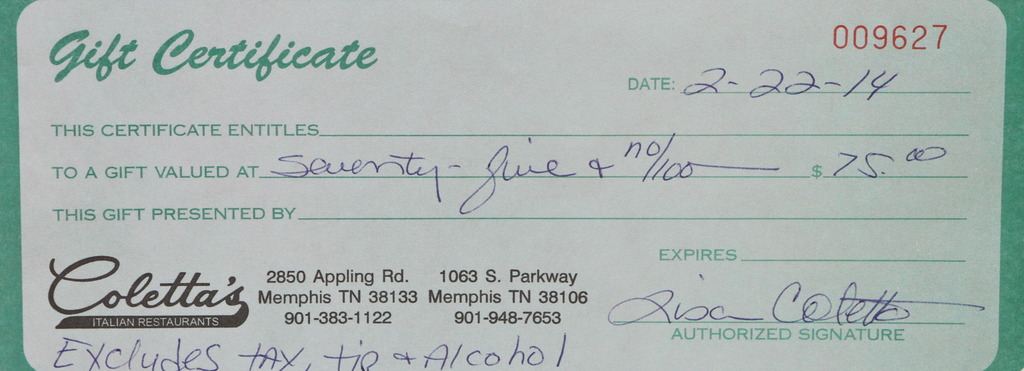 Gift Certificate
009627
DATE: 2-22-14
THIS CERTIFICATE ENTITLES
TO A GIFT VALUED AT Seventy-five & no/100 $ 75.00
THIS GIFT PRESENTED BY
EXPIRES
Coletta's
ITALIAN RESTAURANTS
2850 Appling Rd.
Memphis TN 38133
901-383-1122
1063 S. Parkway
Memphis TN 38106
901-948-7653
Lisa Coletta
AUTHORIZED SIGNATURE
Excludes tax, tip & Alcohol